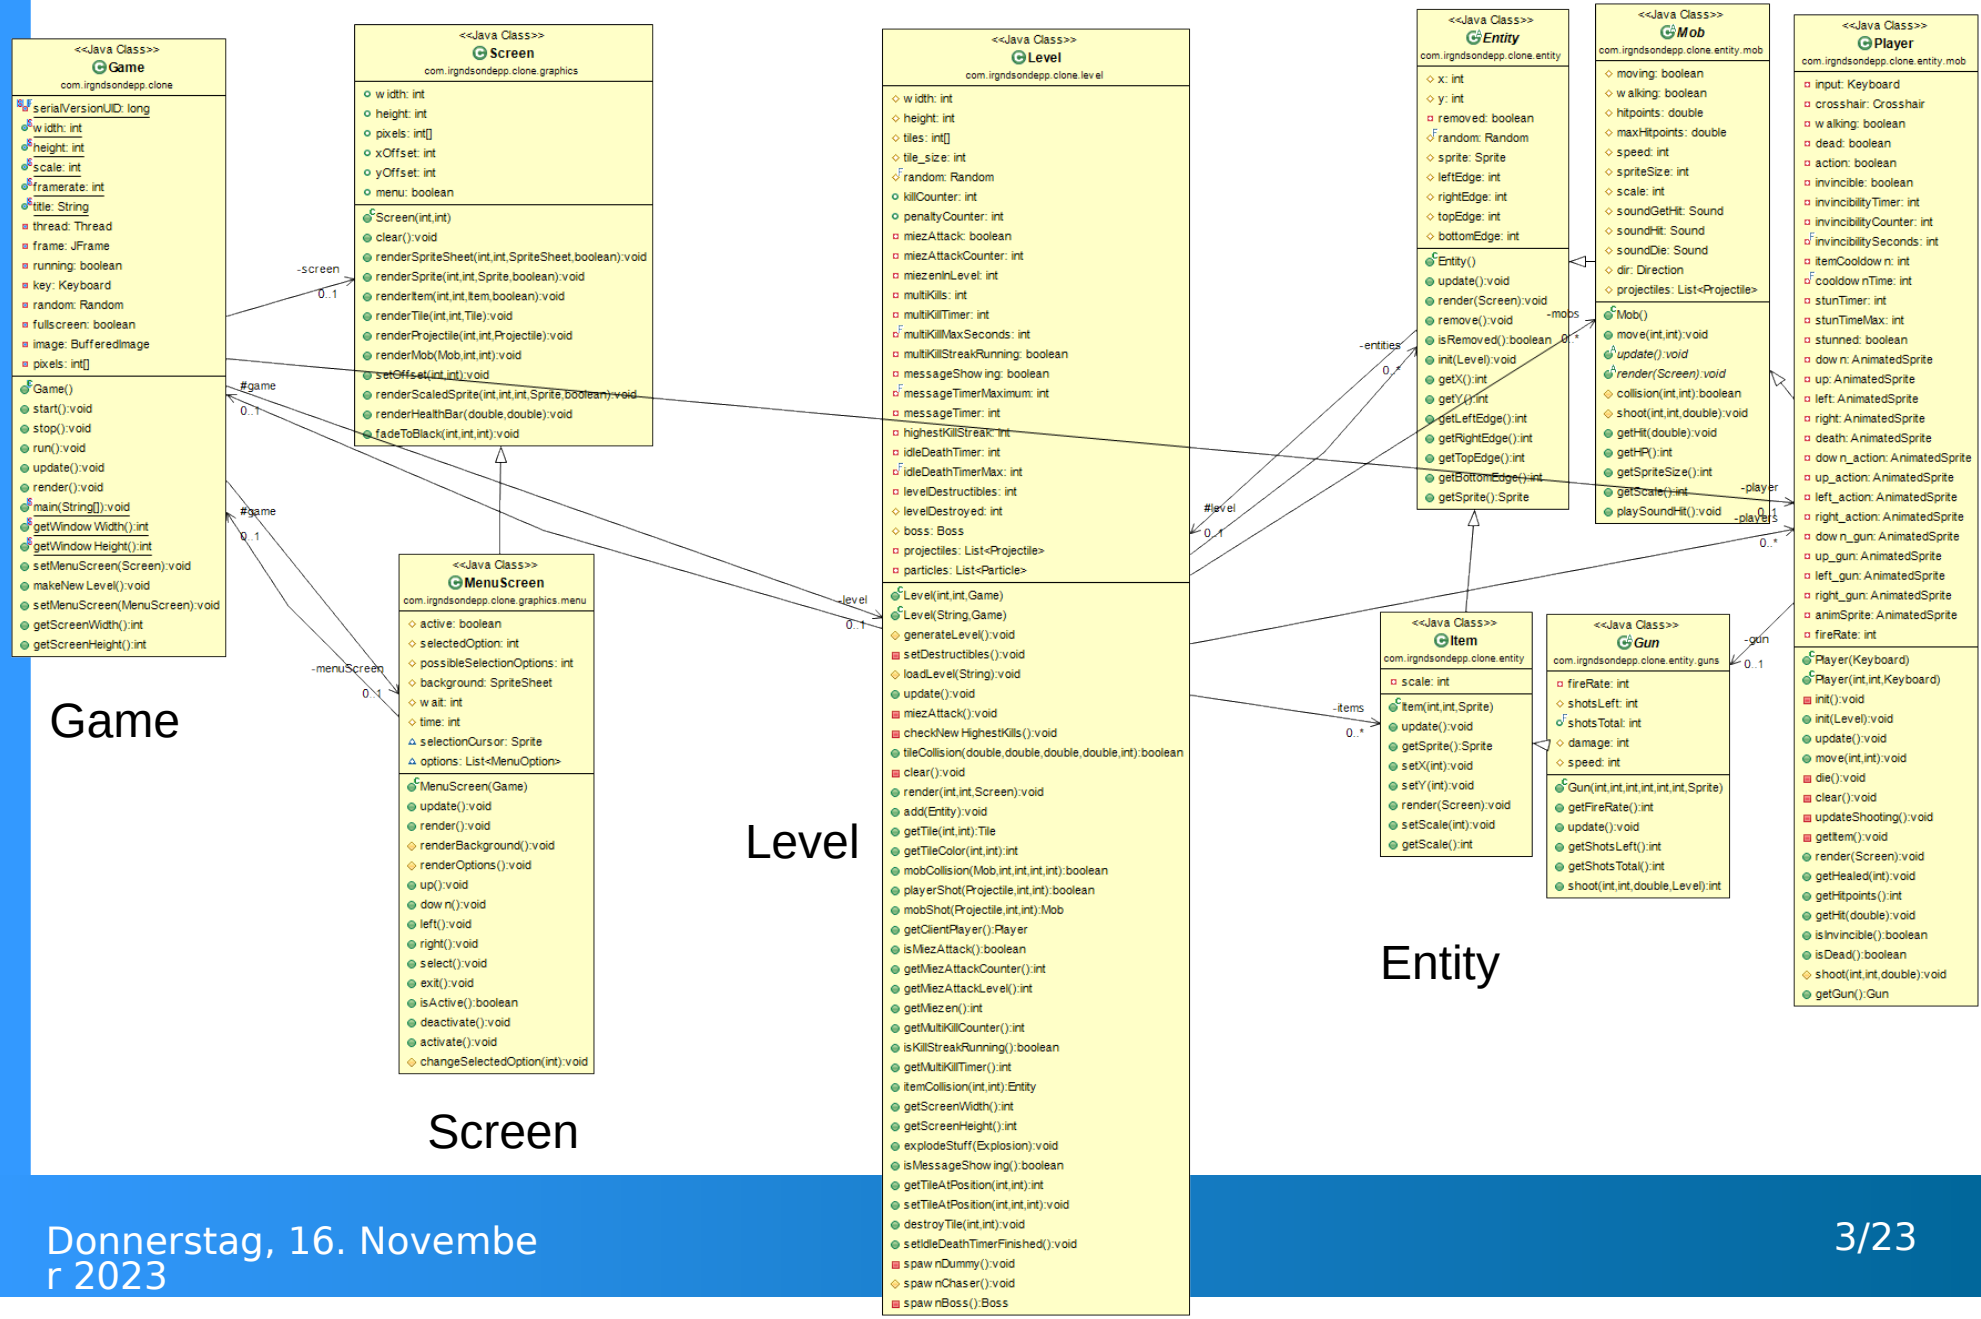 <<Java Class>>
Game
com.irgndsondepp.clone
serialVersionUID: long
width: int
height: int
scale: int
framerate: int
title: String
thread: Thread
frame: JFrame
running: boolean
key: Keyboard
random: Random
fullscreen: boolean
image: BufferedImage
pixels: int[]
Game()
start():void
stop():void
run():void
update():void
render():void
main(String[]):void
getWindowWidth():int
getWindowHeight():int
setMenuScreen(Screen):void
makeNewLevel():void
setMenuScreen(MenuScreen):void
getScreenWidth():int
getScreenHeight():int
Game
-screen
0..1
#game
0..1
#game
0..1
-menuScreen
0..1
<<Java Class>>
Screen
com.irgndsondepp.clone.graphics
width: int
height: int
pixels: int[]
xOffset: int
yOffset: int
menu: boolean
Screen(int,int)
clear():void
renderSpriteSheet(int,int,SpriteSheet,boolean):void
renderSprite(int,int,Sprite,boolean):void
renderItem(int,int,Item,boolean):void
renderTile(int,int,Tile):void
renderProjectile(int,int,Projectile):void
renderMob(Mob,int,int):void
setOffset(int,int):void
renderScaledSprite(int,int,int,Sprite,boolean):void
renderHealthBar(double,double):void
fadeToBlack(int,int,int):void
<<Java Class>>
MenuScreen
com.irgndsondepp.clone.graphics.menu
active: boolean
selectedOption: int
possibleSelectionOptions: int
background: SpriteSheet
wait: int
time: int
selectionCursor: Sprite
options: List<MenuOption>
MenuScreen(Game)
update():void
render():void
renderBackground():void
renderOptions():void
up():void
down():void
left():void
right():void
select():void
exit():void
isActive():boolean
deactivate():void
activate():void
changeSelectedOption(int):void
Screen
-level
0..1
Level
<<Java Class>>
Level
com.irgndsondepp.clone.level
width: int
height: int
tiles: int[]
tile_size: int
random: Random
killCounter: int
penaltyCounter: int
miezAttack: boolean
miezAttackCounter: int
miezenInLevel: int
multiKills: int
multiKillTimer: int
multiKillMaxSeconds: int
multiKillStreakRunning: boolean
messageShowing: boolean
messageTimerMaximum: int
messageTimer: int
highestKillStreak: int
idleDeathTimer: int
idleDeathTimerMax: int
levelDestructibles: int
levelDestroyed: int
boss: Boss
projectiles: List<Projectile>
particles: List<Particle>
Level(int,int,Game)
Level(String,Game)
generateLevel():void
setDestructibles():void
loadLevel(String):void
update():void
miezAttack():void
checkNewHighestKills():void
tileCollision(double,double,double,double,int):boolean
clear():void
render(int,int,Screen):void
add(Entity):void
getTile(int,int):Tile
getTileColor(int,int):int
mobCollision(Mob,int,int,int,int):boolean
playerShot(Projectile,int,int):boolean
mobShot(Projectile,int,int):Mob
getClientPlayer():Player
isMiezAttack():boolean
getMiezAttackCounter():int
getMiezAttackLevel():int
getMiezen():int
getMultiKillCounter():int
isKillStreakRunning():boolean
getMultiKillTimer():int
itemCollision(int,int):Entity
getScreenWidth():int
getScreenHeight():int
explodeStuff(Explosion):void
isMessageShowing():boolean
getTileAtPosition(int,int):int
setTileAtPosition(int,int,int):void
destroyTile(int,int):void
setIdleDeathTimerFinished():void
spawnDummy():void
spawnChaser():void
spawnBoss():Boss
-entities
0..*
#level
0..1
-items
0..*
<<Java Class>>
Entity
com.irgndsondepp.clone.entity
x: int
y: int
removed: boolean
random: Random
sprite: Sprite
leftEdge: int
rightEdge: int
topEdge: int
bottomEdge: int
Entity()
update():void
render(Screen):void
remove():void
isRemoved():boolean
init(Level):void
getX():int
getY():int
getLeftEdge():int
getRightEdge():int
getTopEdge():int
getBottomEdge():int
getSprite():Sprite
-mobs
0..*
<<Java Class>>
Mob
com.irgndsondepp.clone.entity.mob
moving: boolean
walking: boolean
hitpoints: double
maxHitpoints: double
speed: int
spriteSize: int
scale: int
soundGetHit: Sound
soundHit: Sound
soundDie: Sound
dir: Direction
projectiles: List<Projectile>
Mob()
move(int,int):void
update():void
render(Screen):void
collision(int,int):boolean
shoot(int,int,double):void
getHit(double):void
getHP():int
getSpriteSize():int
getScale():int
playSoundHit():void
-player
0..1
-players
0..*
<<Java Class>>
Item
com.irgndsondepp.clone.entity
scale: int
Item(int,int,Sprite)
update():void
getSprite():Sprite
setX(int):void
setY(int):void
render(Screen):void
setScale(int):void
getScale():int
<<Java Class>>
Gun
com.irgndsondepp.clone.entity.guns
fireRate: int
shotsLeft: int
shotsTotal: int
damage: int
speed: int
Gun(int,int,int,int,int,int,Sprite)
getFireRate():int
update():void
getShotsLeft():int
getShotsTotal():int
shoot(int,int,double,Level):int
-gun
0..1
Entity
<<Java Class>>
Player
com.irgndsondepp.clone.entity.mob
input: Keyboard
crosshair: Crosshair
walking: boolean
dead: boolean
action: boolean
invincible: boolean
invincibilityTimer: int
invincibilityCounter: int
invincibilitySeconds: int
itemCooldown: int
cooldownTime: int
stunTimer: int
stunTimeMax: int
stunned: boolean
down: AnimatedSprite
up: AnimatedSprite
left: AnimatedSprite
right: AnimatedSprite
death: AnimatedSprite
down_action: AnimatedSprite
up_action: AnimatedSprite
left_action: AnimatedSprite
right_action: AnimatedSprite
down_gun: AnimatedSprite
up_gun: AnimatedSprite
left_gun: AnimatedSprite
right_gun: AnimatedSprite
animSprite: AnimatedSprite
fireRate: int
Player(Keyboard)
Player(int,int,Keyboard)
init():void
init(Level):void
update():void
move(int,int):void
die():void
clear():void
updateShooting():void
getItem():void
render(Screen):void
getHealed(int):void
getHitpoints():int
getHit(double):void
isInvincible():boolean
isDead():boolean
shoot(int,int,double):void
getGun():Gun
Donnerstag, 16. Novembe
r 2023
3/23